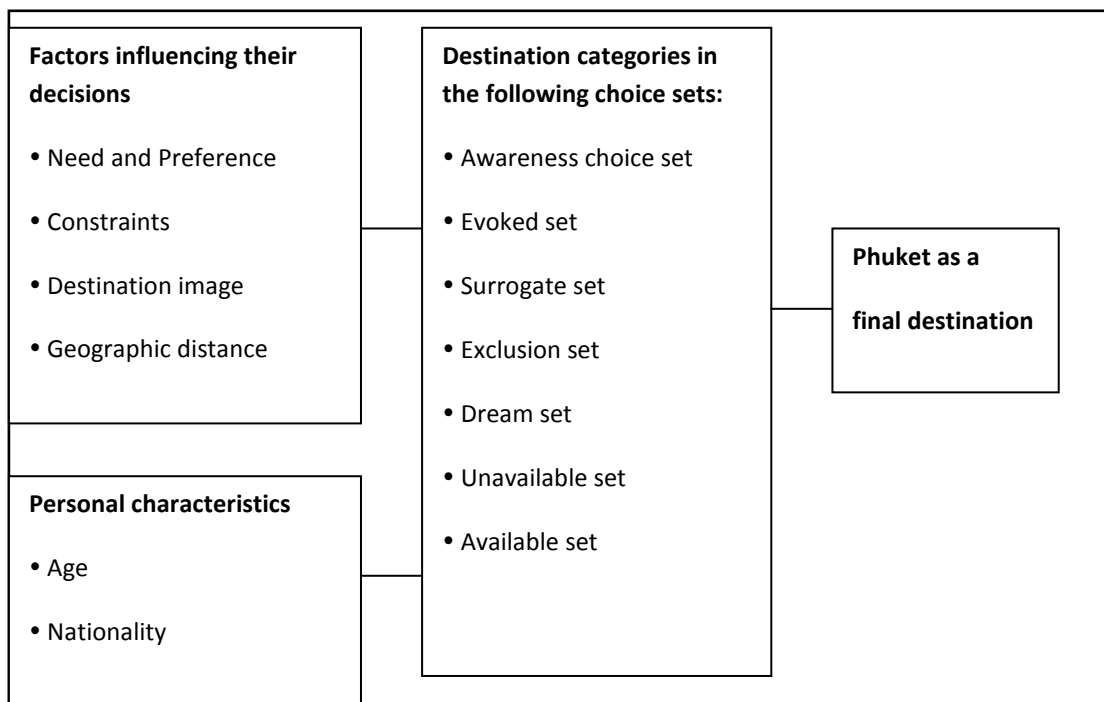 Factors influencing their
decisions
• Need and Preference
• Constraints
• Destination image
• Geographic distance
Personal characteristics
• Age
• Nationality
Destination categories in
the following choice sets:
• Awareness choice set
• Evoked set
• Surrogate set
• Exclusion set
• Dream set
• Unavailable set
• Available set
Phuket as a
final destination